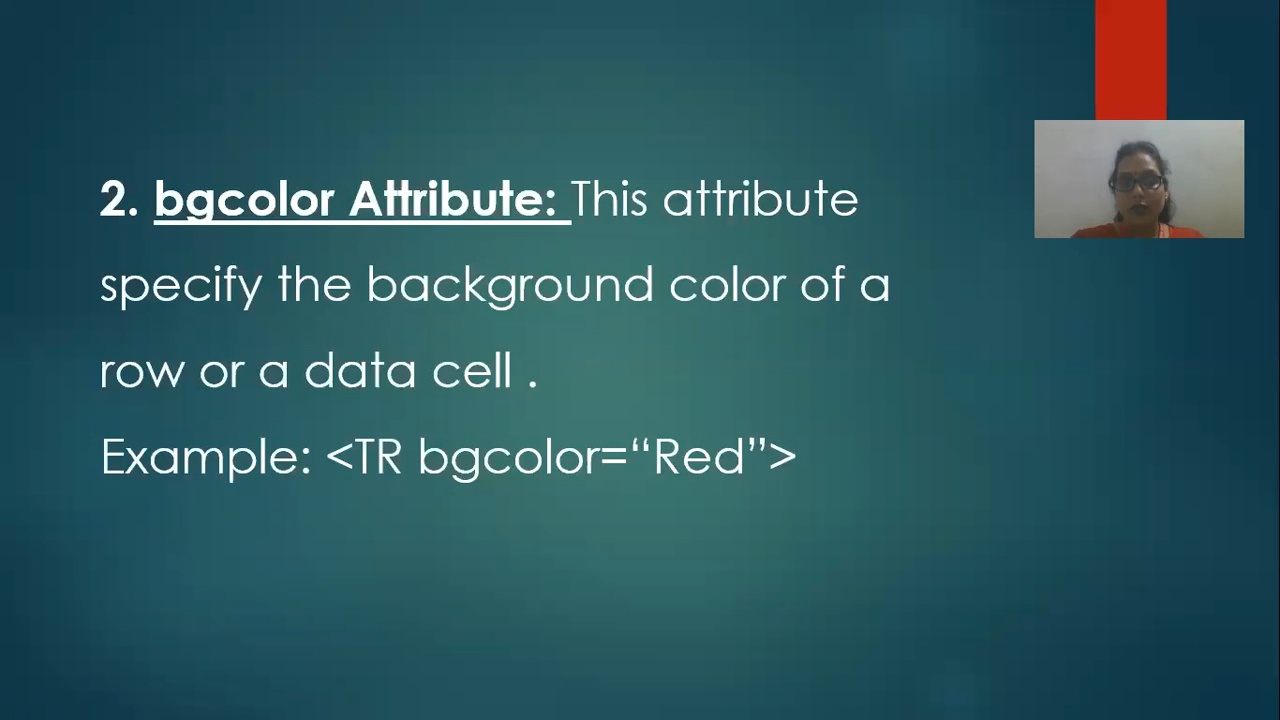 2. bgcolor Attribute: This attribute
specify the background color of a
row or a data cell .
Example: <TR bgcolor=“Red”>